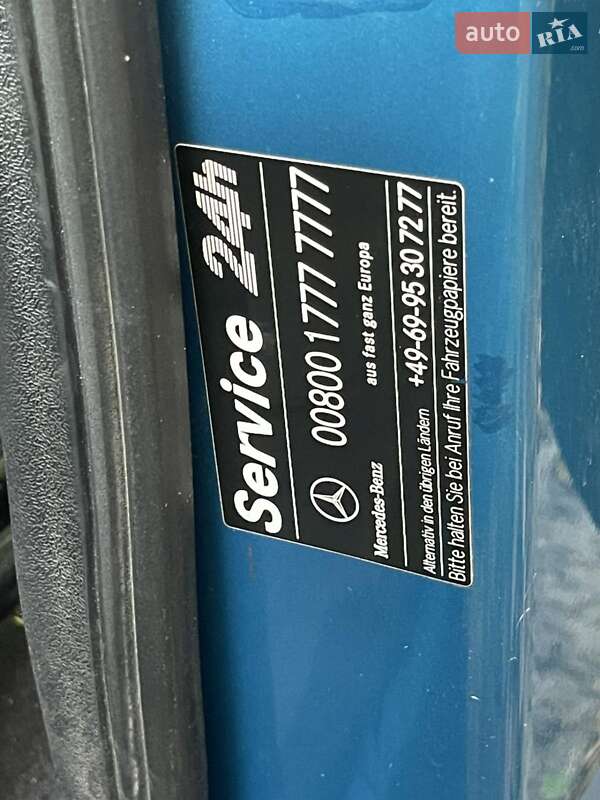 auto RIA.com
Service 24h
00800 1 777 7777
aus fast ganz Europa
Mercedes-Benz
Alternativ in den übrigen Ländern +49-69-95 30 72 77
Bitte halten Sie bei Anruf Ihre Fahrzeugpapiere bereit.